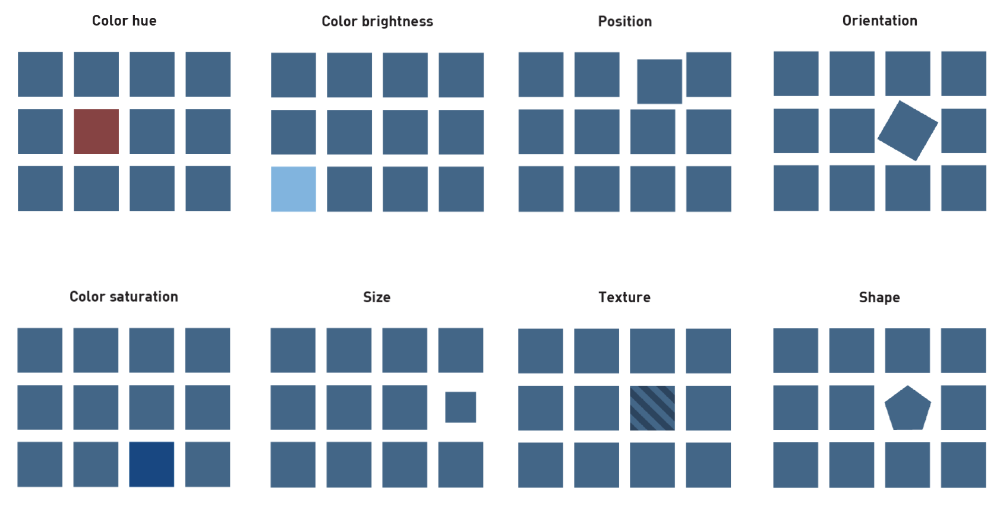 Color hue
Color brightness
Position
Orientation
Color saturation
Size
Texture
Shape